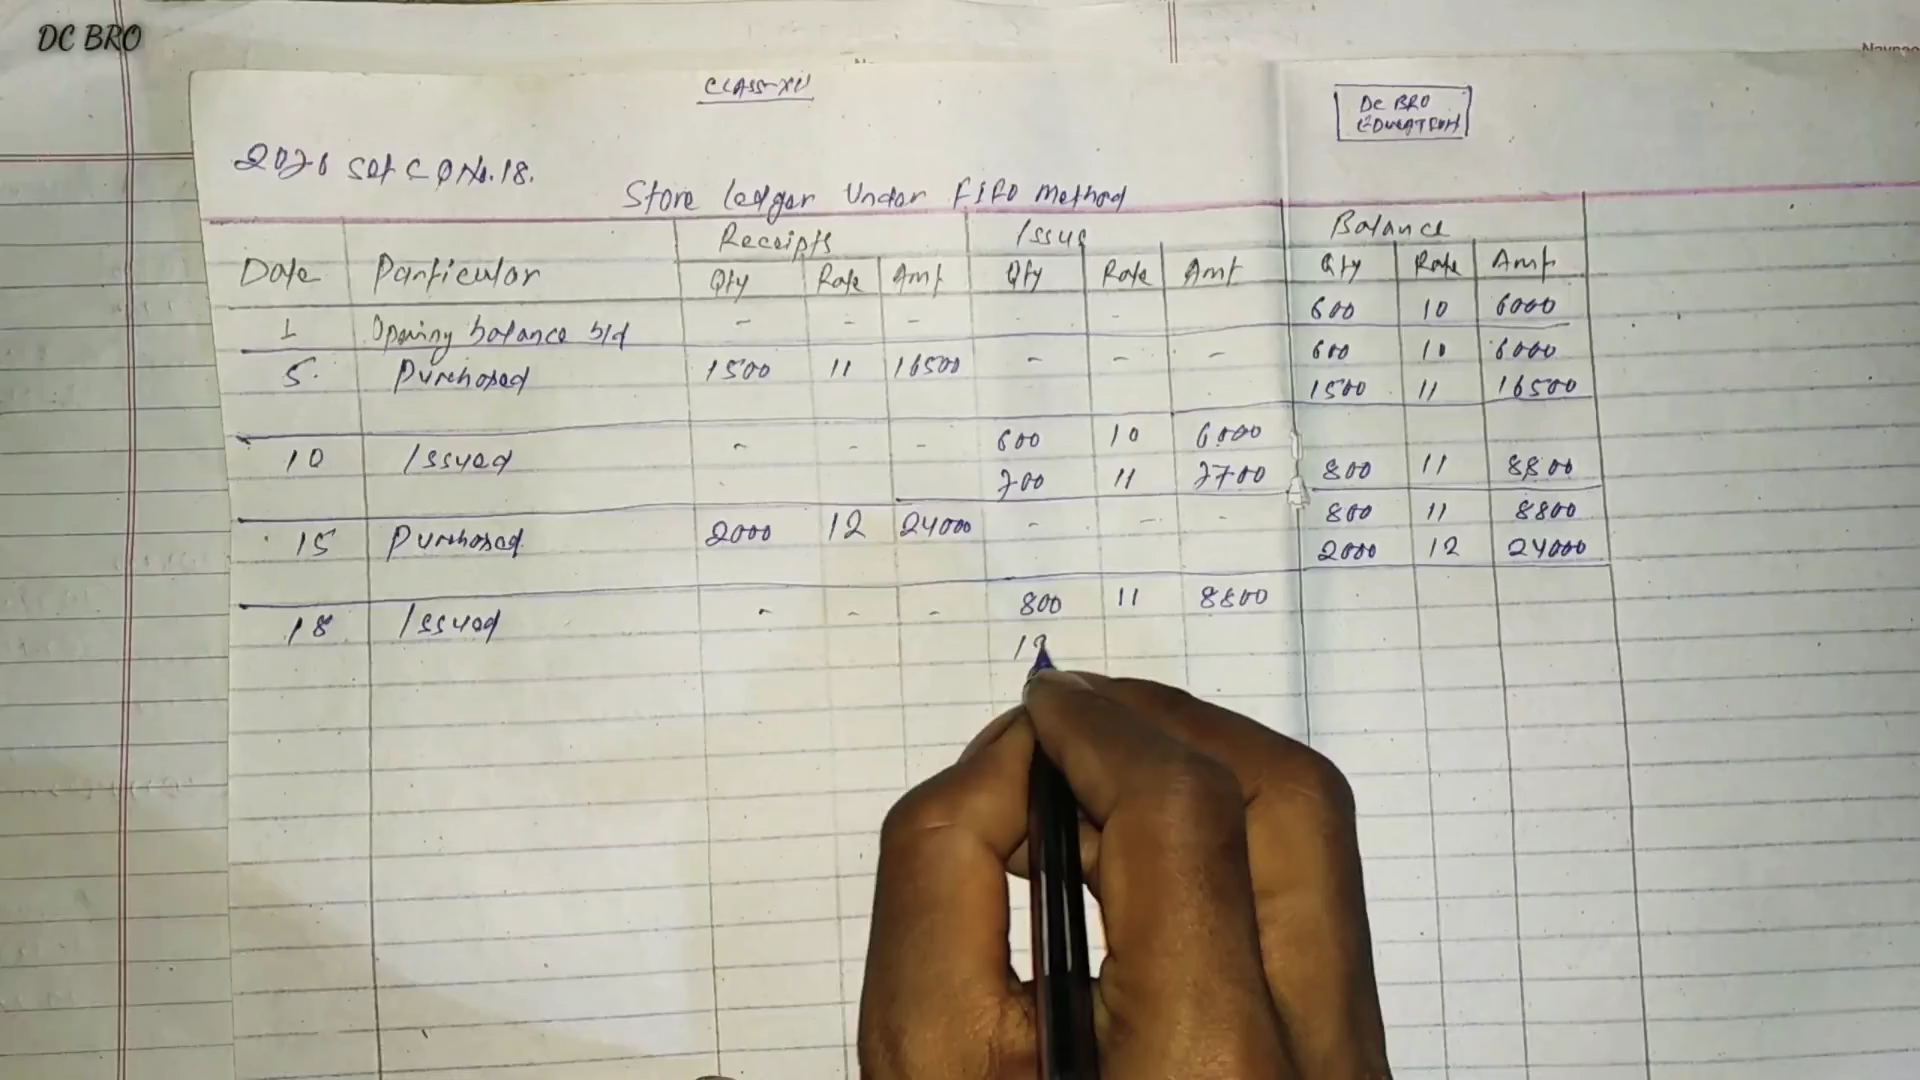 DC BRO
CLASS-XII
DC BRO
EDUCATION
Set C Q No. 18.
Store Ledger Under FIFO Method
Date Particular Receipts Issue Balance
Qty Rate Amt Qty Rate Amt Qty Rate Amt
1 Opening balance b/d - - - - 600 10 6000
5. Purchased 1500 11 16500 - - - 600 10 6000
1500 11 16500
10 Issued - - - 600 10 6000
700 11 7700 800 11 8800
15 Purchased 2000 12 24000 - - - 800 11 8800
2000 12 24000
18 Issued - - - 800 11 8800